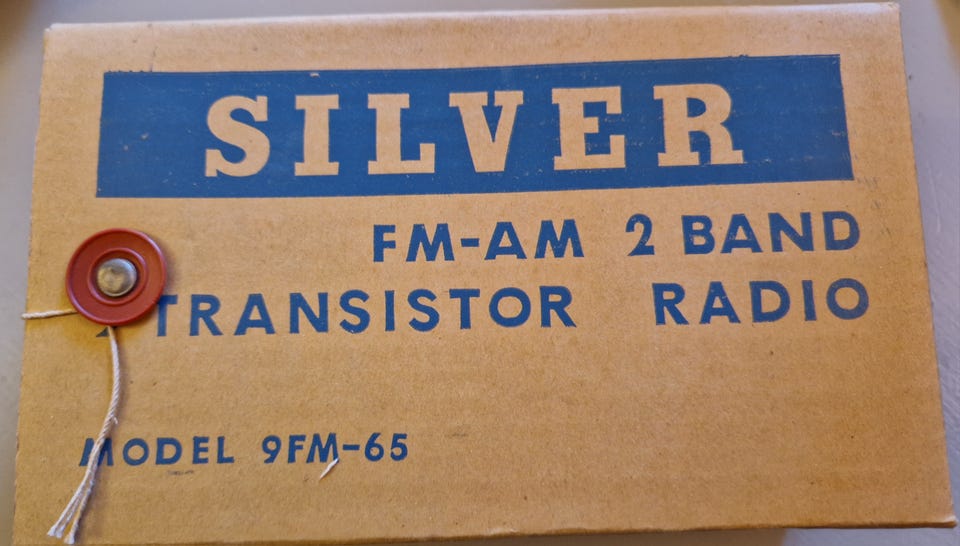 SILVER
FM-AM 2 BAND
TRANSISTOR RADIO
MODEL 9FM-65